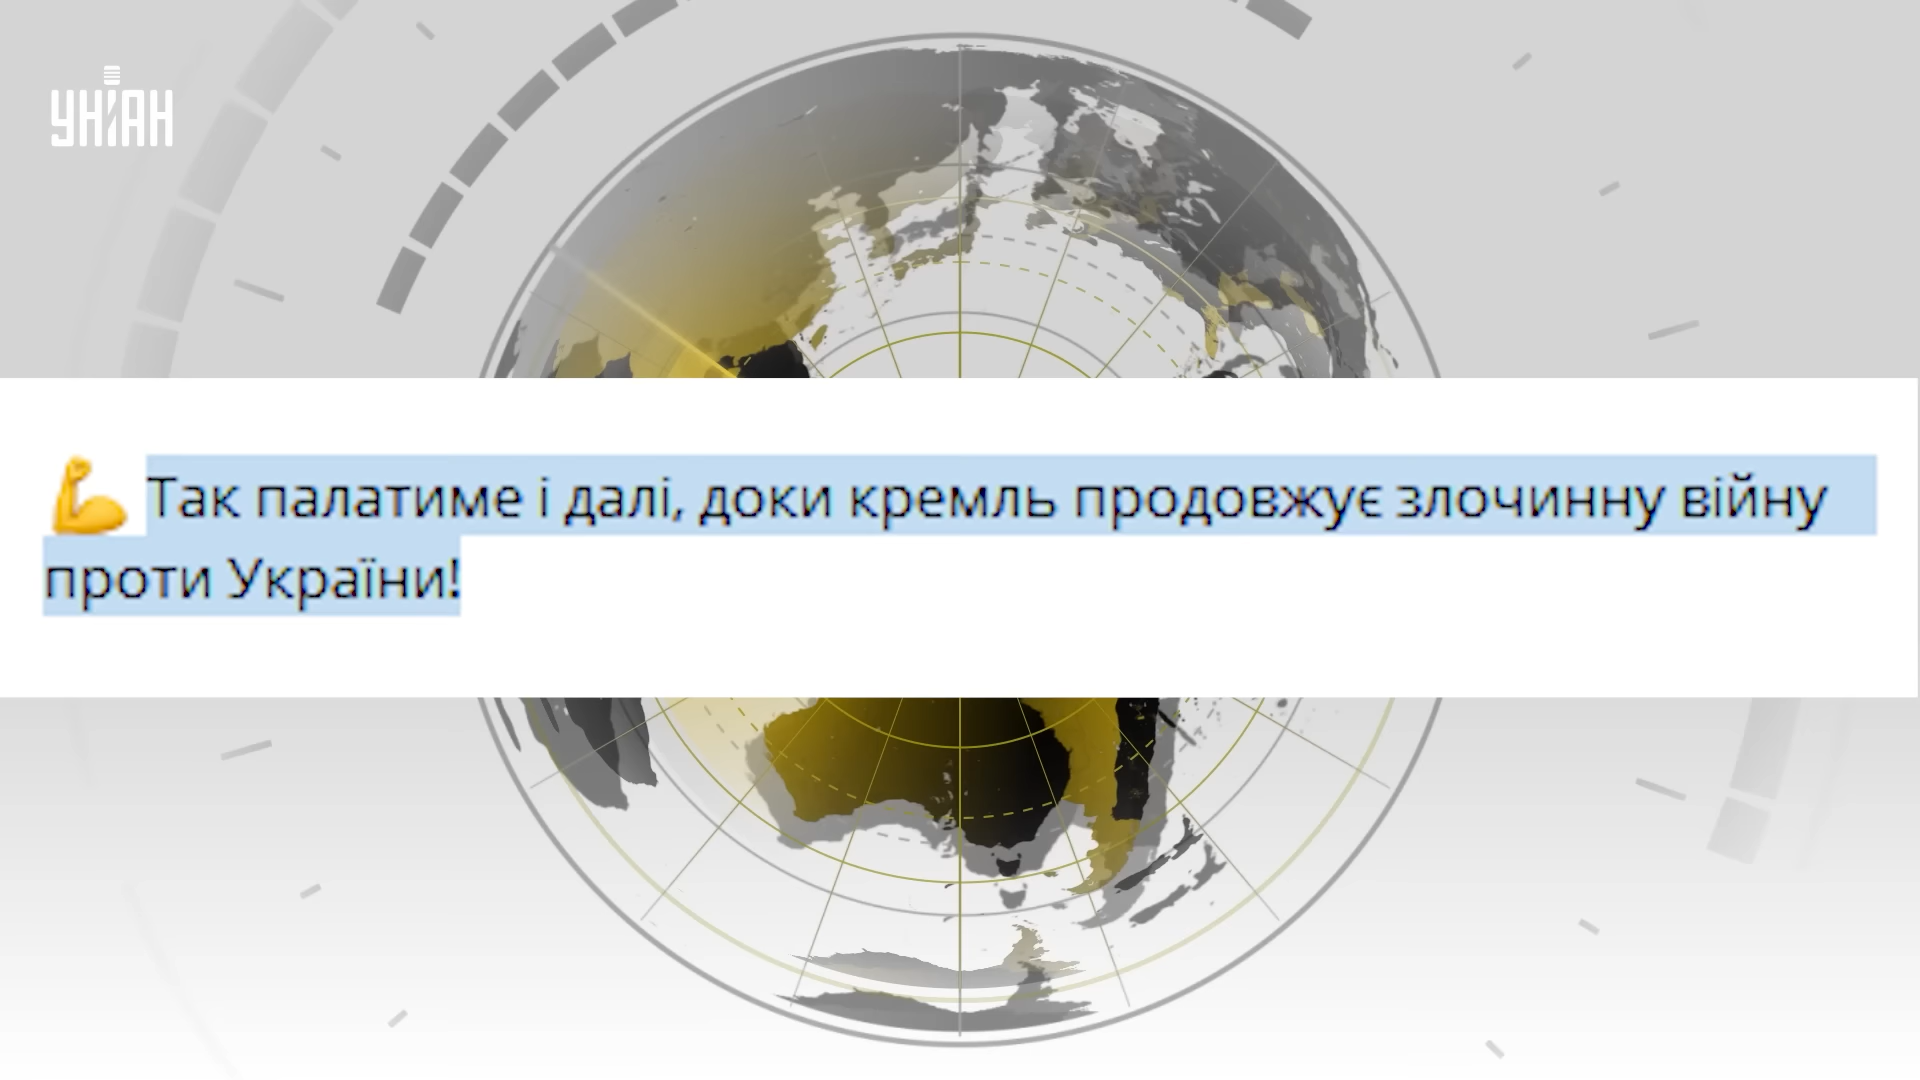 УНІАН
💪 Так палатиме і далі, доки кремль продовжує злочинну війну
проти України!